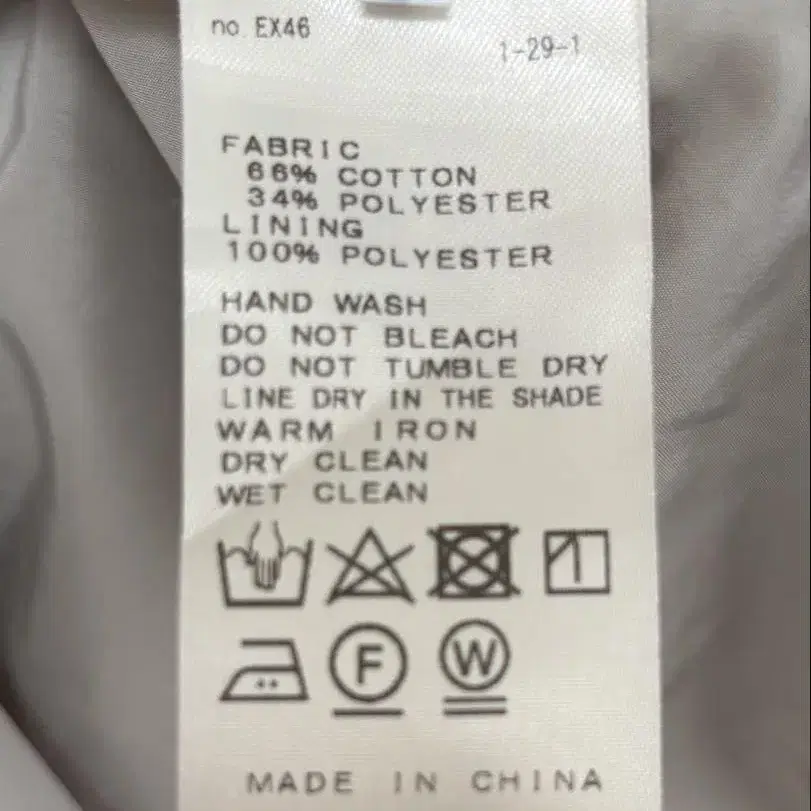 no. EX46
1-29-1
FABRIC
66% COTTON
34% POLYESTER
LINING
100% POLYESTER
HAND WASH
DO NOT BLEACH
DO NOT TUMBLE DRY
LINE DRY IN THE SHADE
WARM IRON
DRY CLEAN
WET CLEAN
F W
MADE IN CHINA